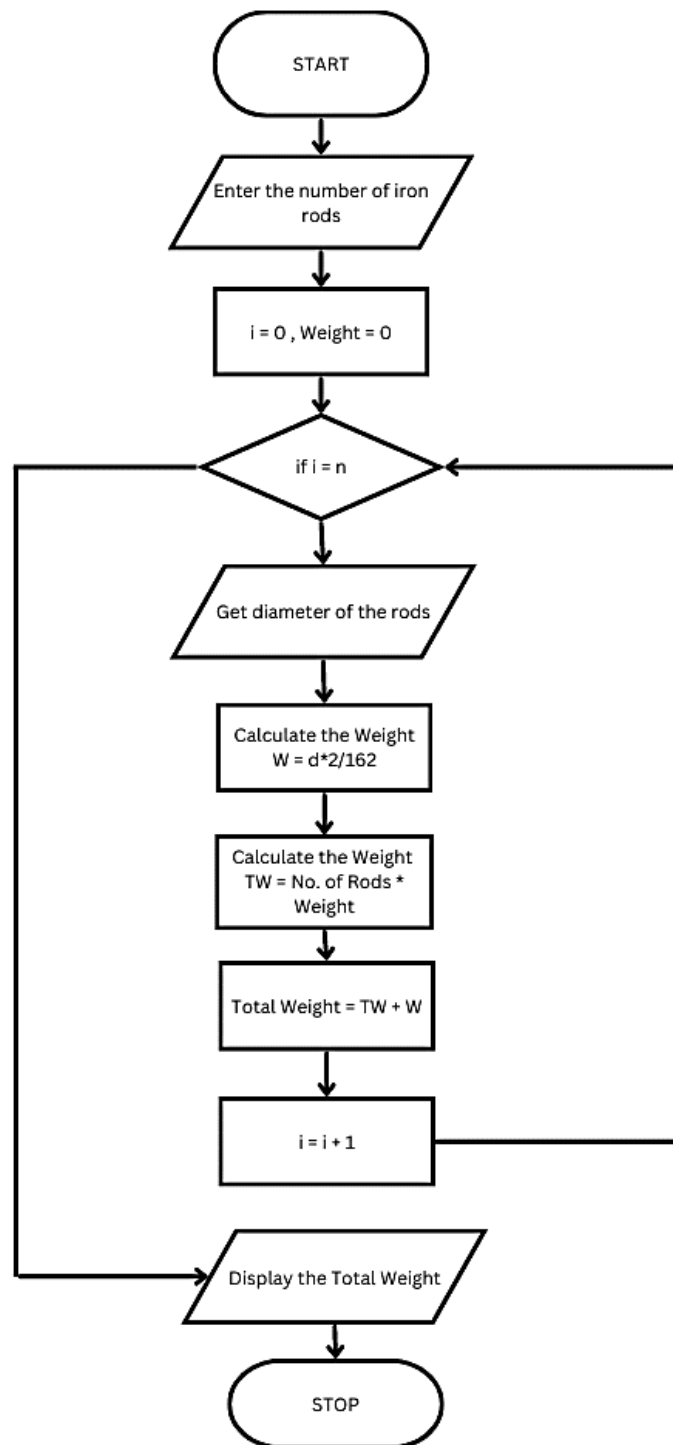 START
Enter the number of iron
rods
i = 0 , Weight = 0
if i = n
Get diameter of the rods
Calculate the Weight
W = d*2/162
Calculate the Weight
TW = No. of Rods *
Weight
Total Weight = TW + W
i = i + 1
Display the Total Weight
STOP